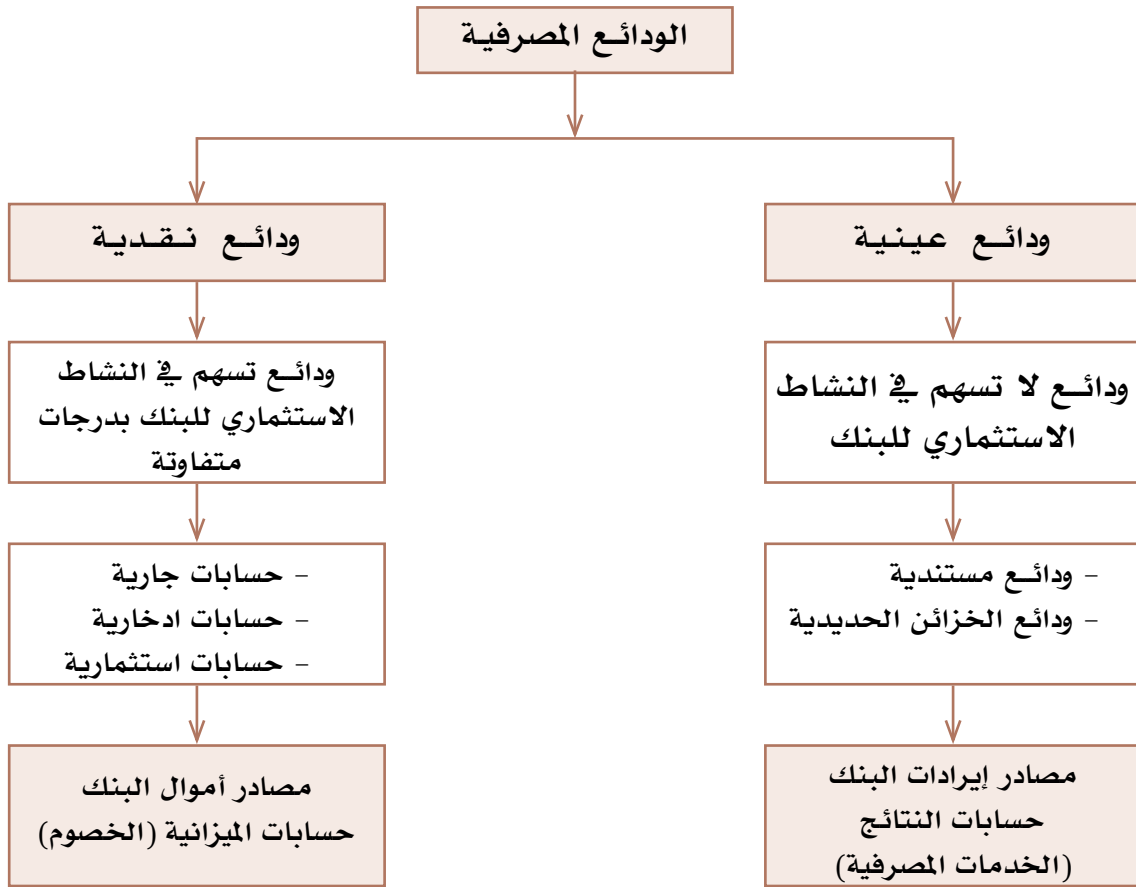 الودائع المصرفية
ودائع عينية
ودائع لا تسهم في النشاط
الاستثماري للبنك
- ودائع مستندية
- ودائع الخزائن الحديدية
مصادر إيرادات البنك
حسابات النتائج
(الخدمات المصرفية)
ودائع نقدية
ودائع تسهم في النشاط
الاستثماري للبنك بدرجات
متفاوتة
- حسابات جارية
- حسابات ادخارية
- حسابات استثمارية
مصادر أموال البنك
حسابات الميزانية (الخصوم)